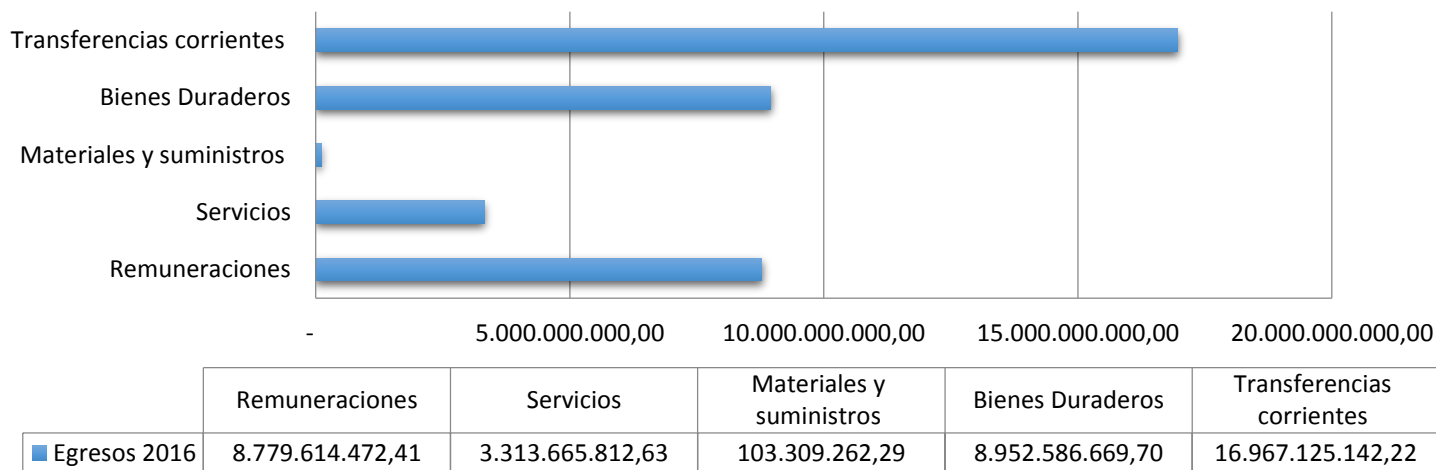 Transferencias corrientes
Bienes Duraderos
Materiales y suministros
Servicios
Remuneraciones
- 5.000.000.000,00 10.000.000.000,00 15.000.000.000,00 20.000.000.000,00
Remuneraciones Servicios Materiales y suministros Bienes Duraderos Transferencias corrientes
Egresos 2016 8.779.614.472,41 3.313.665.812,63 103.309.262,29 8.952.586.669,70 16.967.125.142,22